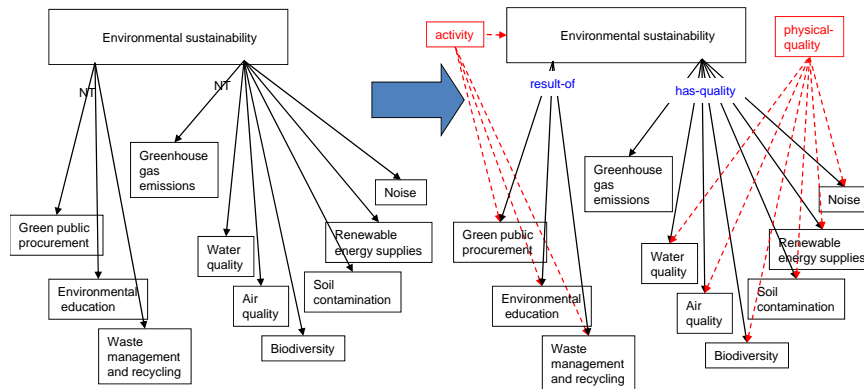 Environmental sustainability
NT
NT
Greenhouse
gas
emissions
Noise
Green public
procurement
Water
quality
Renewable
energy supplies
Environmental
education
Air
quality
Soil
contamination
Waste
management
and recycling
Biodiversity
activity
Environmental sustainability
physical-
quality
result-of
has-quality
Greenhouse
gas
emissions
Noise
Green public
procurement
Water
quality
Renewable
energy supplies
Environmental
education
Air
quality
Soil
contamination
Waste
management
and recycling
Biodiversity